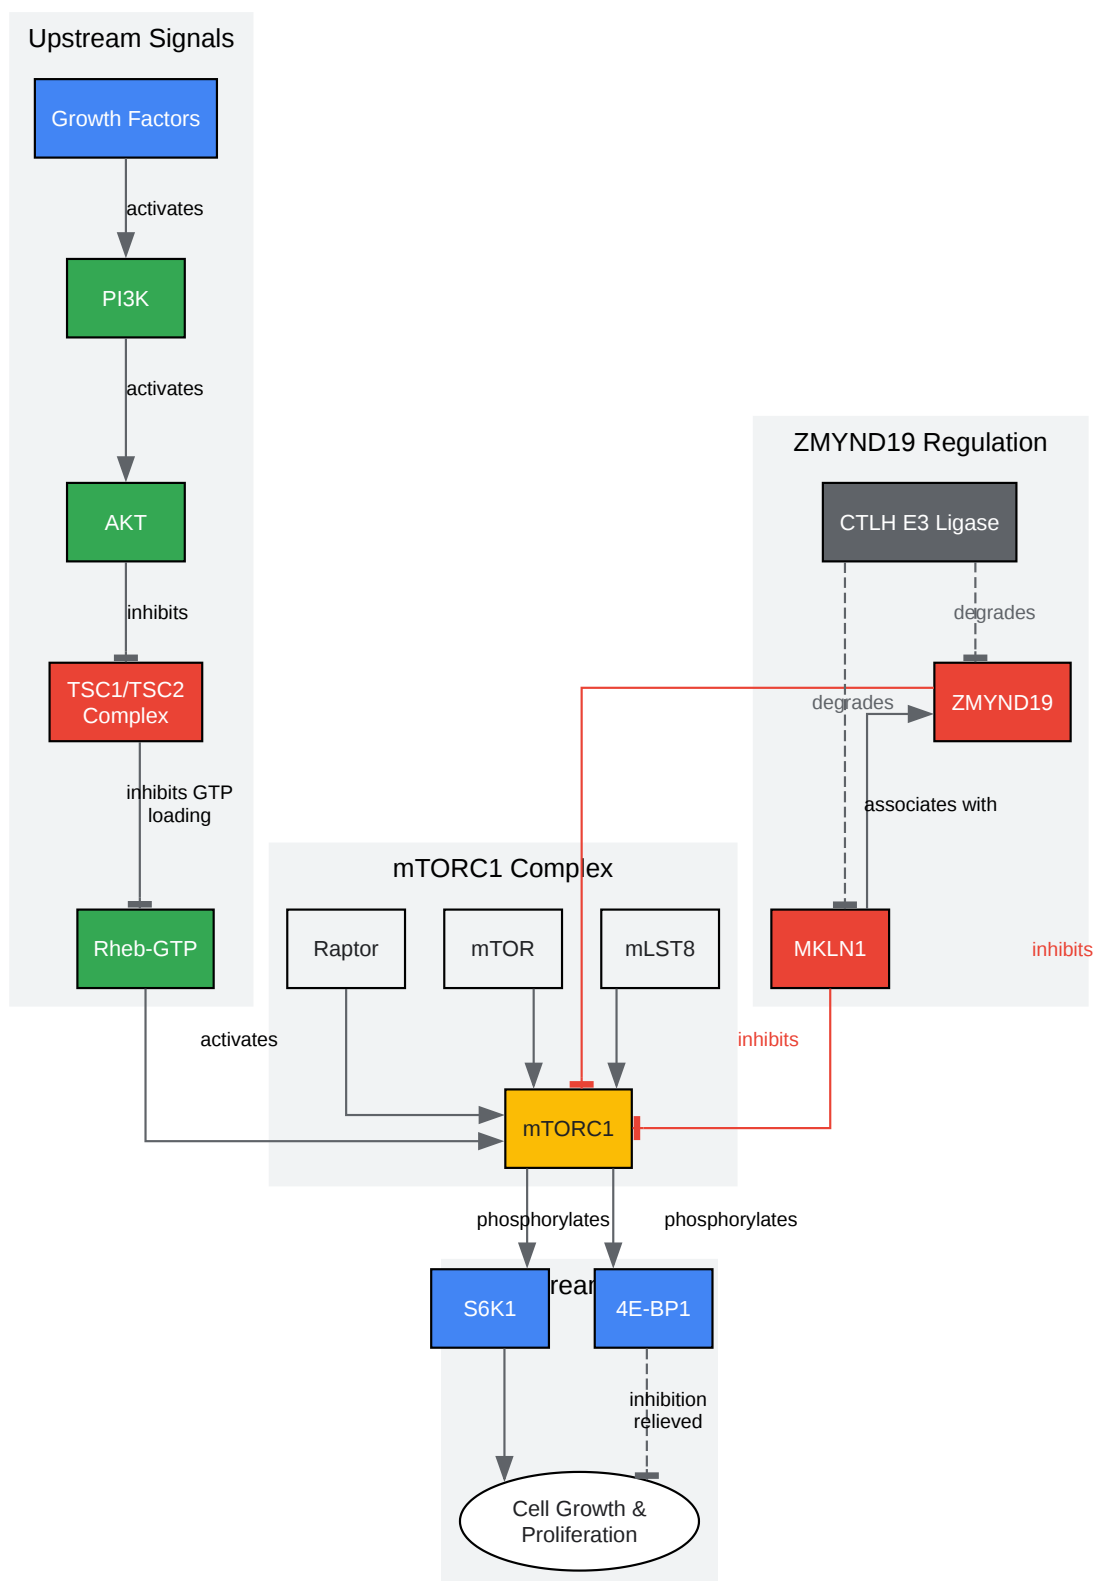 Upstream Signals
Growth Factors
activates
PI3K
activates
AKT
inhibits
TSC1/TSC2
Complex
inhibits GTP
loading
Rheb-GTP
activates
ZMYND19 Regulation
CTLH E3 Ligase
degrades
degrades
ZMYND19
associates with
MKLN1
inhibits
inhibits
mTORC1 Complex
Raptor
mTOR
mLST8
mTORC1
phosphorylates
phosphorylates
S6K1
4E-BP1
inhibition
relieved
Cell Growth &
Proliferation